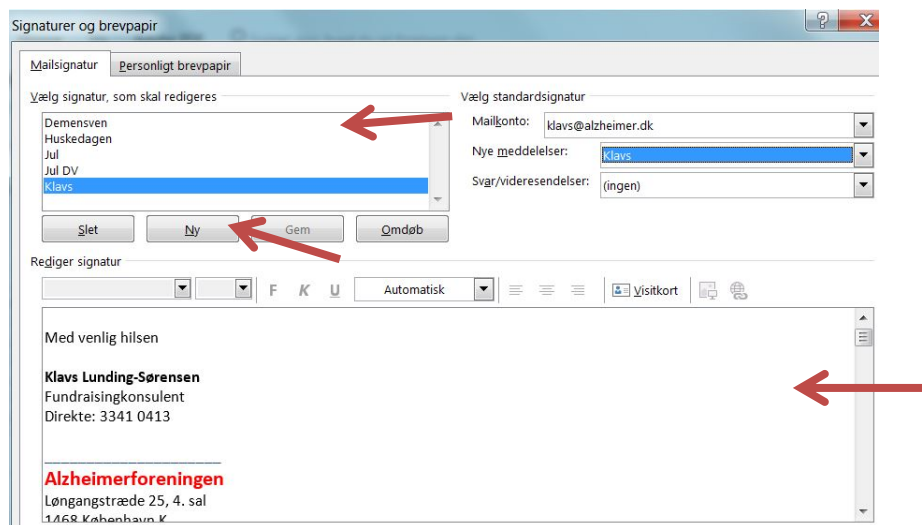 Signaturer og brevpapir
Mailsignatur Personligt brevpapir
Vælg signatur, som skal redigeres
Demensven
Huskedagen
Jul
Jul DV
Klavs
Slet Ny Gem Omdøb
Vælg standardsignatur
Mailkonto: klavs@alzheimer.dk
Nye meddelelser: Klavs
Svar/videresendelser: (ingen)
Rediger signatur
F K U Automatisk Visitkort
Med venlig hilsen
Klavs Lunding-Sørensen
Fundraisingkonsulent
Direkte: 3341 0413
Alzheimerforeningen
Løngangstræde 25, 4. sal
1468 København K